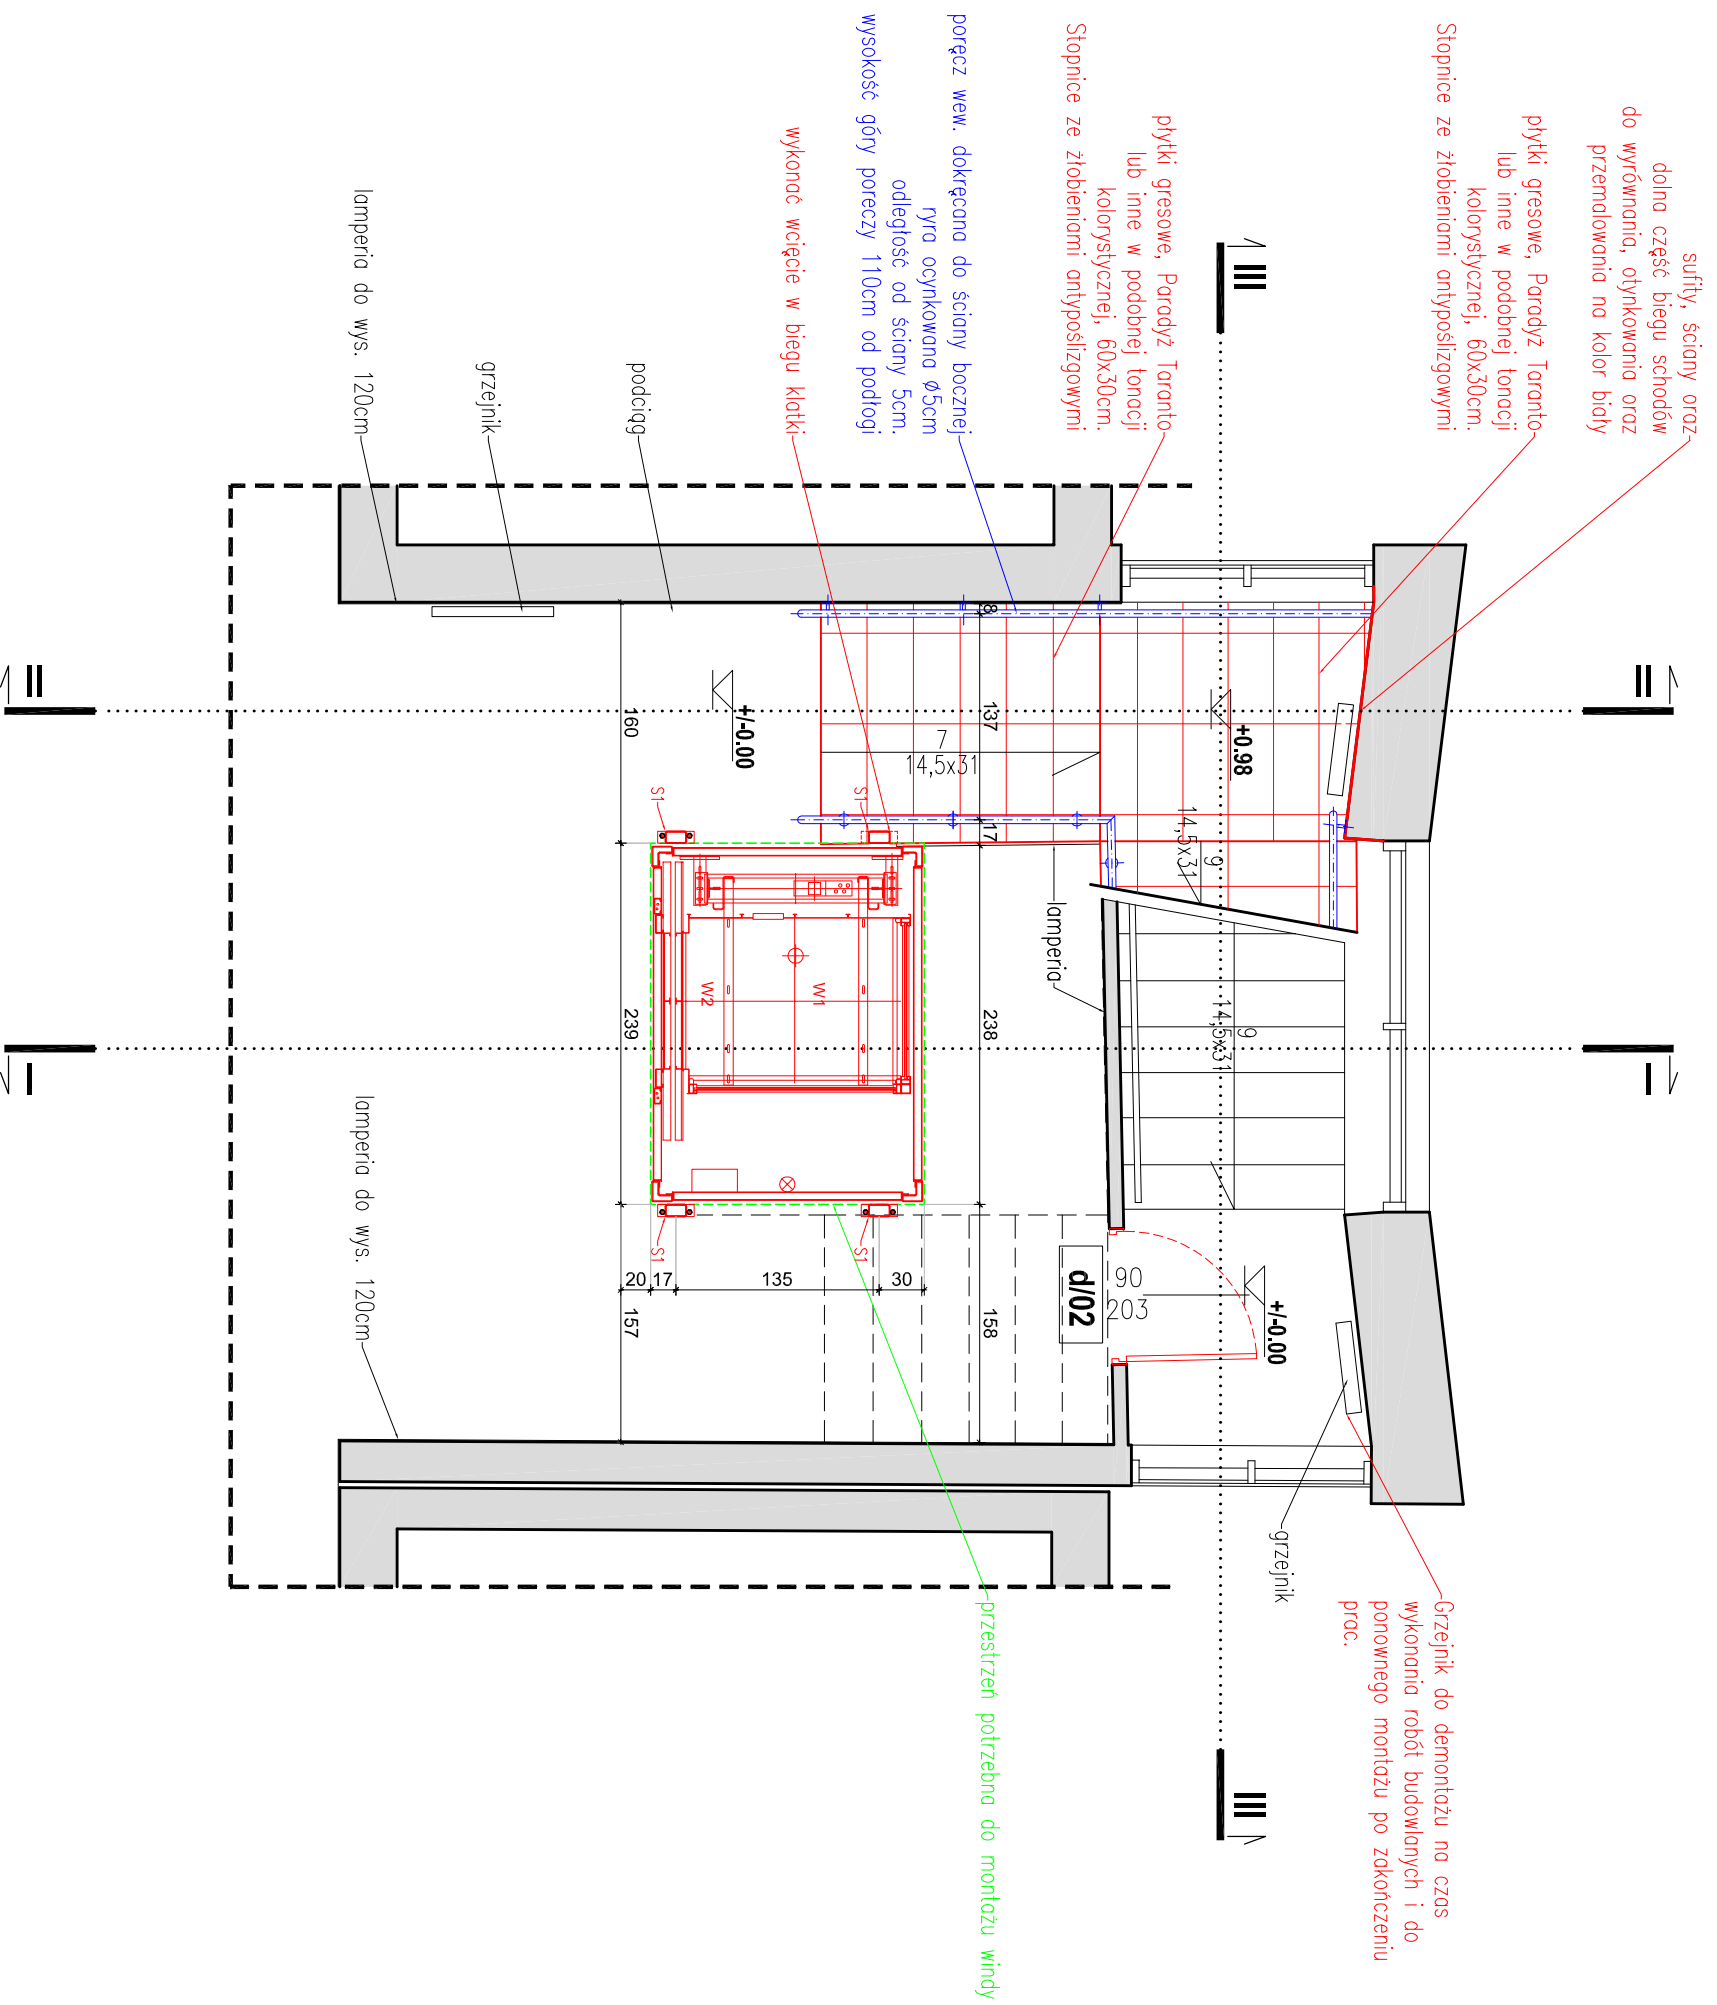 sufity, ściany oraz
dolna część biegu schodów
do wyrównania, otynkowania oraz
przemalowania na kolor biały
płytki gresowe, Paradyż Taranto
lub inne w podobnej tonacji
kolorystycznej, 60x30cm.
Stopnice ze żłobieniami antypoślizgowymi
płytki gresowe, Paradyż Taranto
lub inne w podobnej tonacji
kolorystycznej, 60x30cm.
Stopnice ze żłobieniami antypoślizgowymi
poręcz wew. dokręcana do ściany bocznej
ryra ocynkowana Ø5cm
odległość od ściany 5cm.
wysokość góry poreczy 110cm od podłogi
wykonać wcięcie w biegu klatki
podciąg
grzejnik
lamperia do wys. 120cm
III
II
II
+0.98
+/-0.00
8
137
17
7
14,5x31
9
14,5x31
160
S1
S1
lamperia
9
14,5x31
W1
W2
238
239
I
I
S1
S1
20
17
135
30
158
157
d/02
90
203
+/-0.00
lamperia do wys. 120cm
grzejnik
Grzejnik do demontażu na czas
wykonania robót budowlanych i do
ponownego montażu po zakończeniu
prac.
przestrzeń potrzebna do montażu windy
III